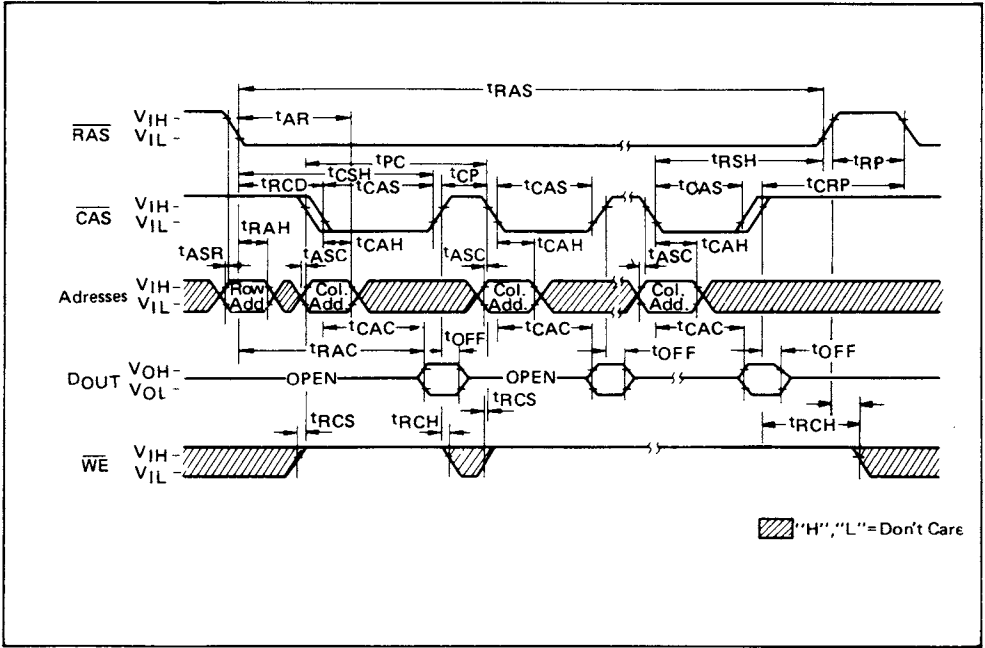 tRAS
tAR
RAS
VIH
VIL
tPC
tCSH
tCP
tRSH
tRP
tRCD
tCAS
tCAS
tCAS
tCRP
CAS
VIH
VIL
tRAH
tCAH
tCAH
tCAH
tASR
tASC
tASC
tASC
Adresses
VIH
VIL
Row Add.
Col. Add.
Col. Add.
Col. Add.
tCAC
tCAC
tCAC
tRAC
tOFF
tOFF
tOFF
DOUT
VOH
VOL
OPEN
OPEN
tRCS
tRCH
tRCS
tRCH
WE
VIH
VIL
"H","L"=Don't Care